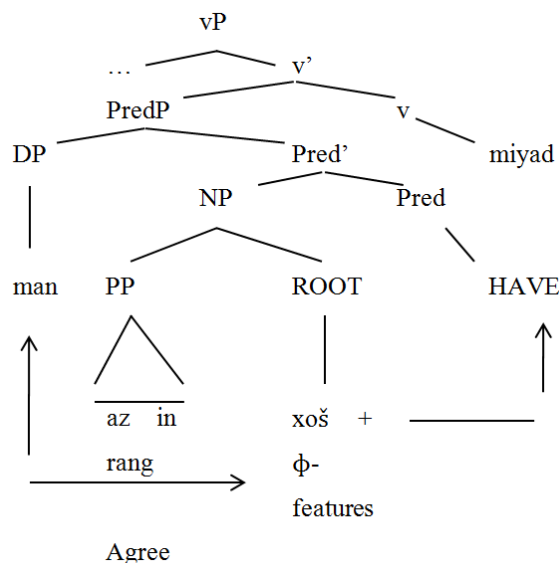 vP
… v’
PredP v
DP Pred’ miyad
NP Pred
man PP ROOT HAVE
az in xoš +
rang ϕ-
features
Agree